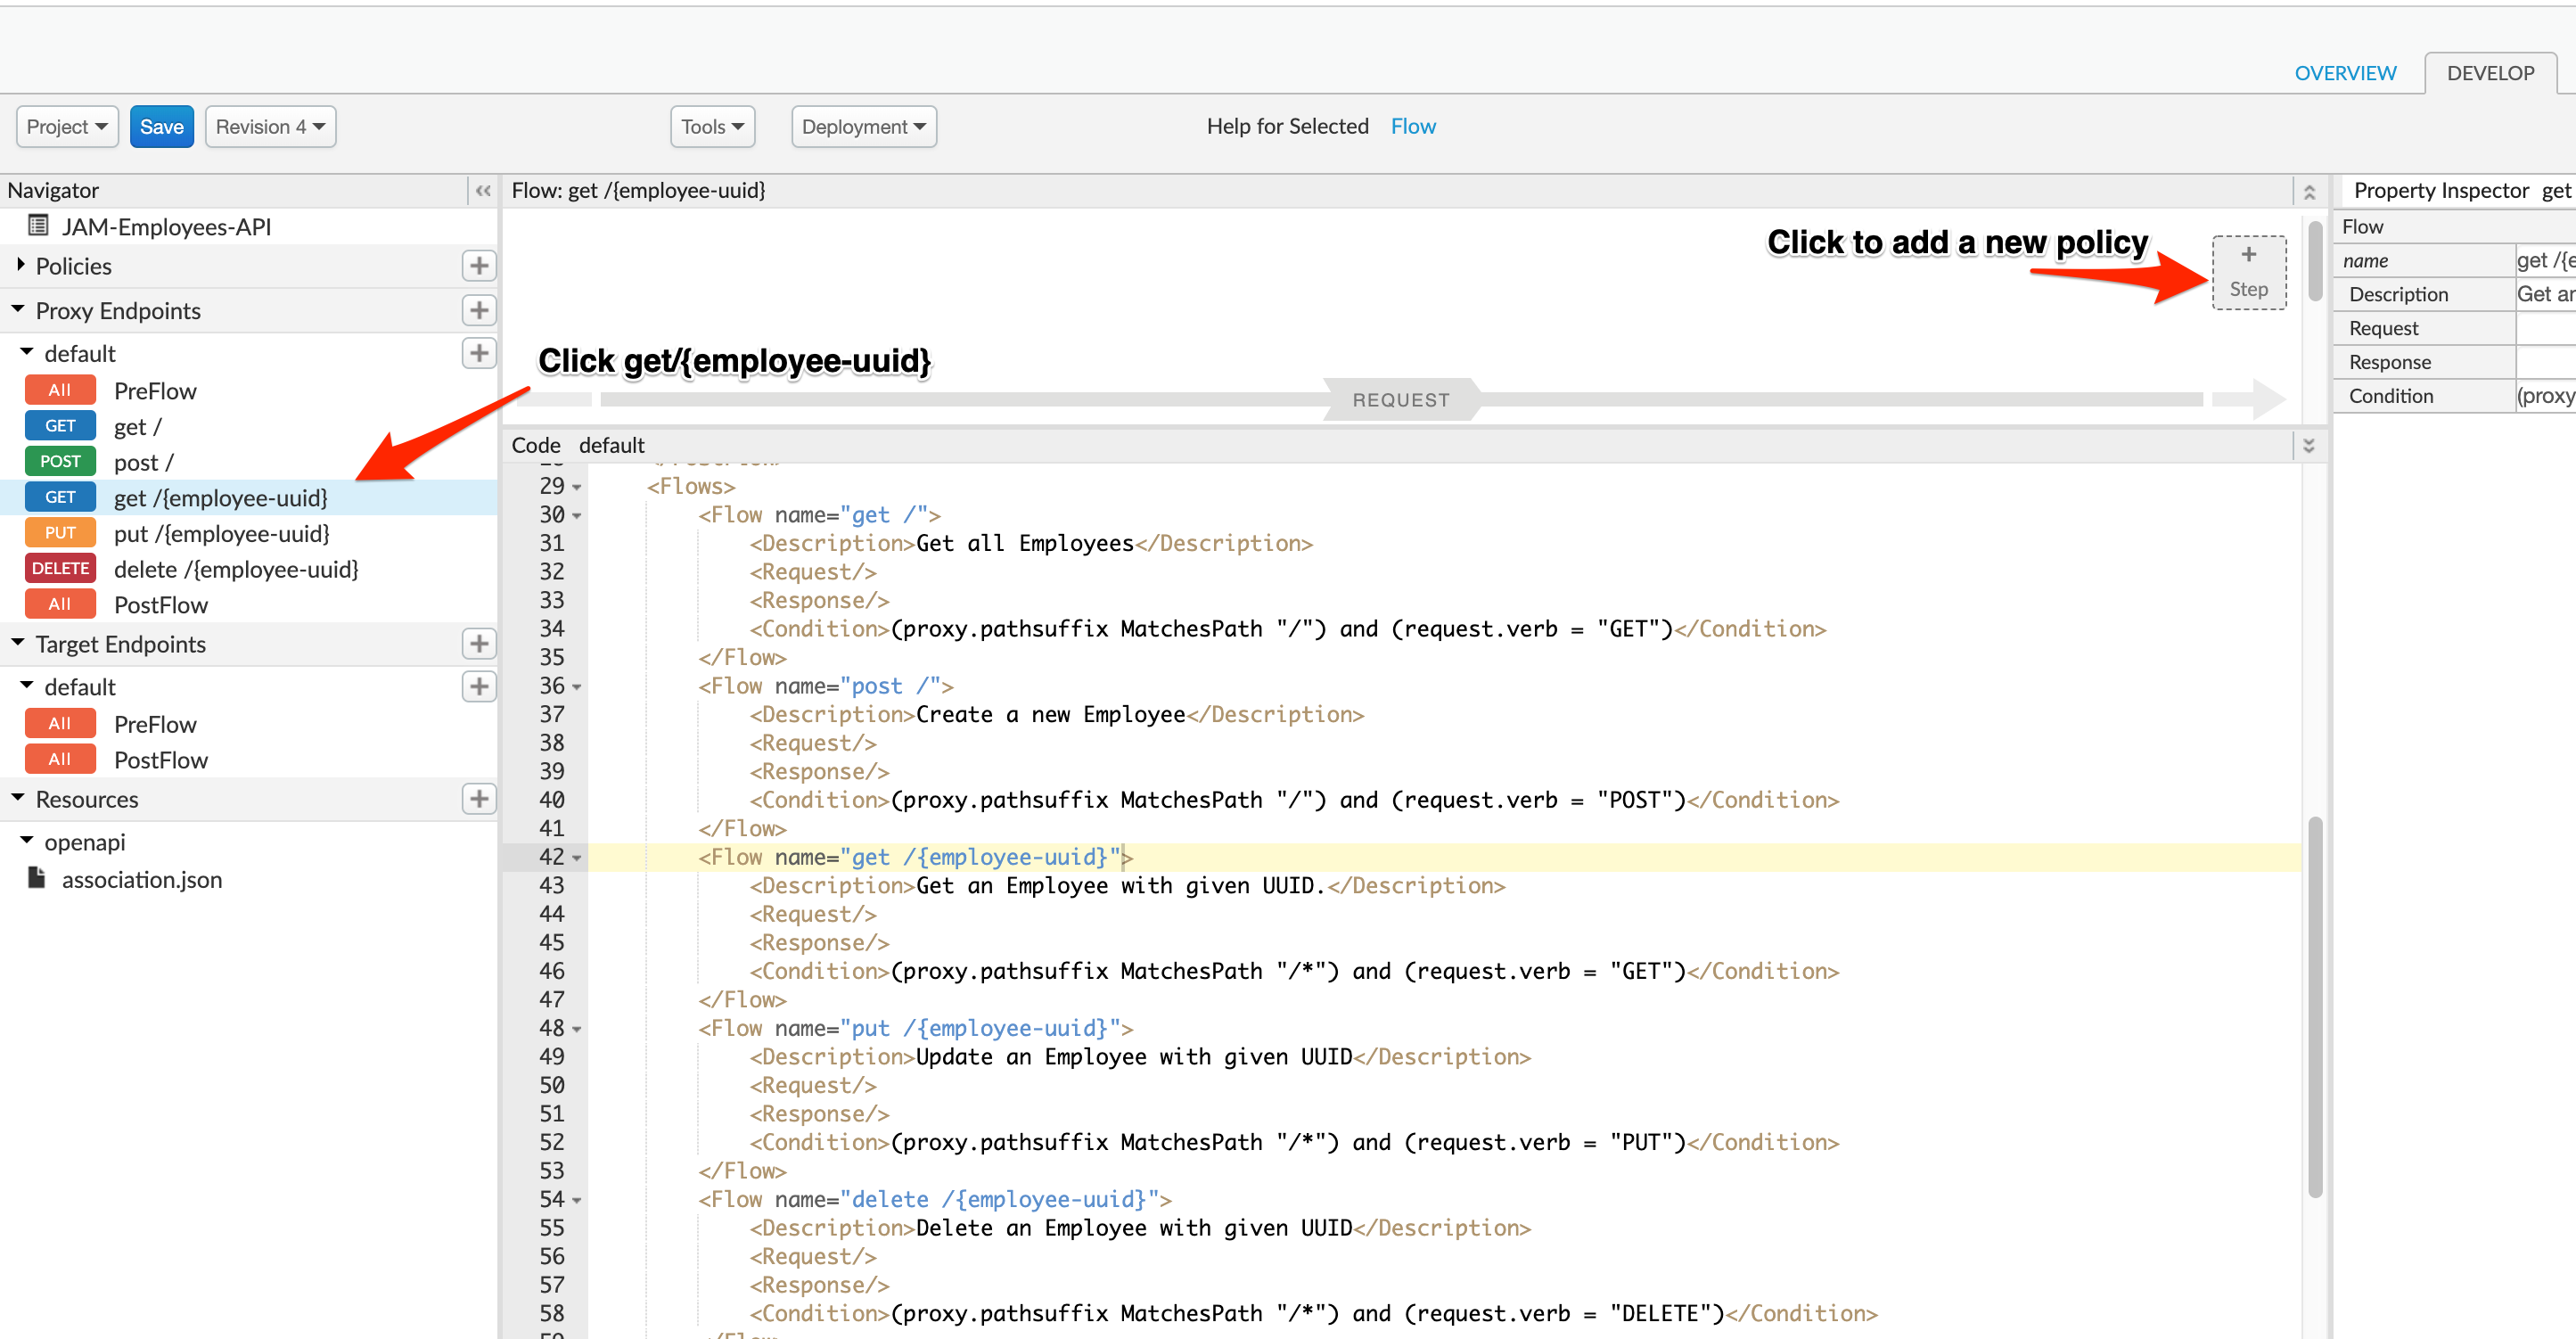 OVERVIEW DEVELOP
Project Save Revision 4 Tools Deployment Help for Selected Flow
Navigator
JAM-Employees-API
Policies
Proxy Endpoints
default
All PreFlow
GET get /
POST post /
GET get /{employee-uuid}
PUT put /{employee-uuid}
DELETE delete /{employee-uuid}
All PostFlow
Target Endpoints
default
All PreFlow
All PostFlow
Resources
openapi
association.json
Flow: get /{employee-uuid}
Click to add a new policy
+
Step
Click get/{employee-uuid}
REQUEST
Code default
29 <Flows>
30 <Flow name="get /">
31 <Description>Get all Employees</Description>
32 <Request/>
33 <Response/>
34 <Condition>(proxy.pathsuffix MatchesPath "/") and (request.verb = "GET")</Condition>
35 </Flow>
36 <Flow name="post /">
37 <Description>Create a new Employee</Description>
38 <Request/>
39 <Response/>
40 <Condition>(proxy.pathsuffix MatchesPath "/") and (request.verb = "POST")</Condition>
41 </Flow>
42 <Flow name="get /{employee-uuid}">
43 <Description>Get an Employee with given UUID.</Description>
44 <Request/>
45 <Response/>
46 <Condition>(proxy.pathsuffix MatchesPath "/*") and (request.verb = "GET")</Condition>
47 </Flow>
48 <Flow name="put /{employee-uuid}">
49 <Description>Update an Employee with given UUID</Description>
50 <Request/>
51 <Response/>
52 <Condition>(proxy.pathsuffix MatchesPath "/*") and (request.verb = "PUT")</Condition>
53 </Flow>
54 <Flow name="delete /{employee-uuid}">
55 <Description>Delete an Employee with given UUID</Description>
56 <Request/>
57 <Response/>
58 <Condition>(proxy.pathsuffix MatchesPath "/*") and (request.verb = "DELETE")</Condition>
Property Inspector get
Flow
name get /{e
Description Get an
Request
Response
Condition (proxy